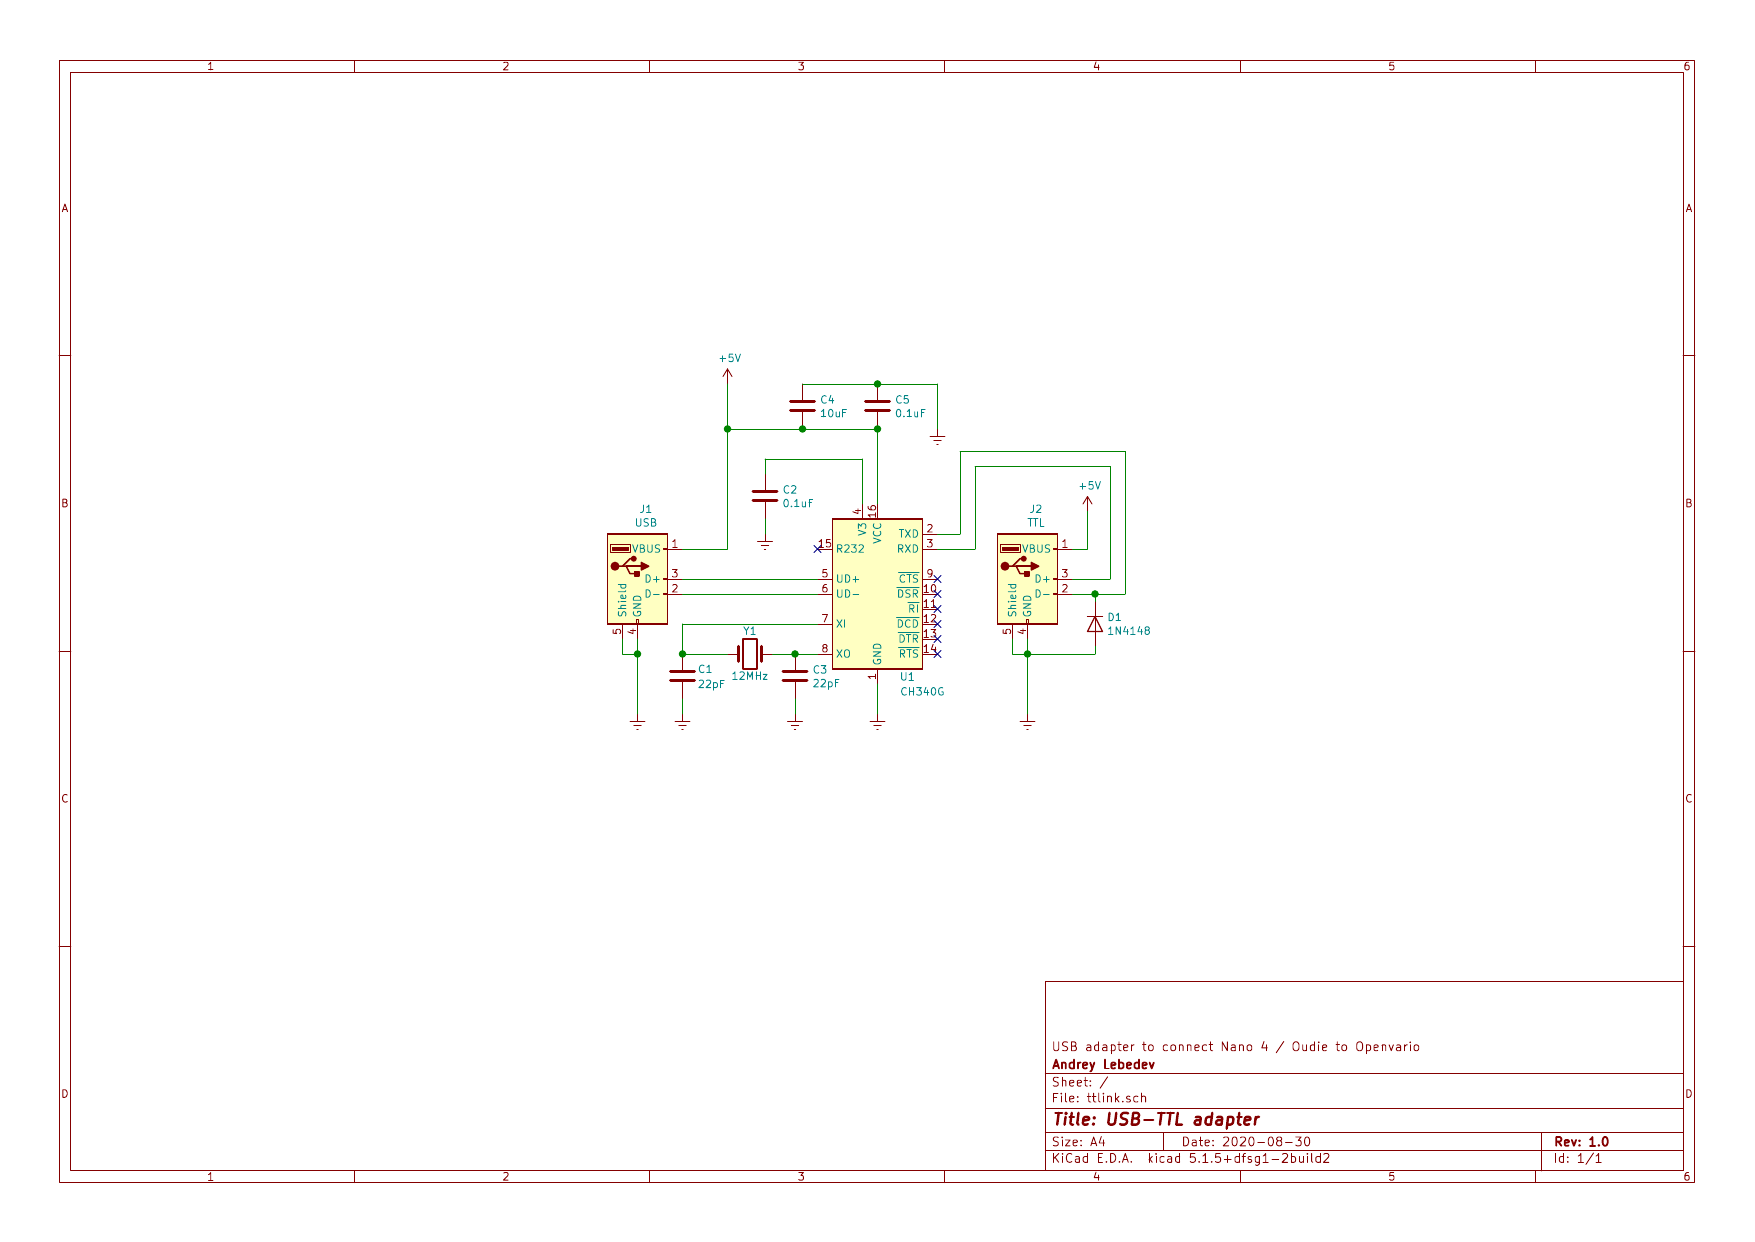 1 2 3 4 5 6
A A
+5V
C4 C5
10uF 0.1uF
C2
0.1uF
+5V
B B
J1
USB
J2
TTL
4 16
V3 VCC
TXD 2
VBUS 1
15 R232
RXD 3
VBUS 1
D+ 3
5 UD+
CTS 9
D+ 3
D- 2
6 UD-
DSR 10
D- 2
Shield GND
RI 11
Shield GND
7 XI
DCD 12
D1
1N4148
5 4
Y1
DTR 13
5 4
8 XO
GND
RTS 14
C1
22pF
12MHz
C3
22pF
1
U1
CH340G
C C
USB adapter to connect Nano 4 / Oudie to Openvario
Andrey Lebedev
Sheet: /
D D
File: ttlink.sch
Title: USB-TTL adapter
Size: A4 Date: 2020-08-30 Rev: 1.0
KiCad E.D.A. kicad 5.1.5+dfsg1-2build2 Id: 1/1
1 2 3 4 5 6